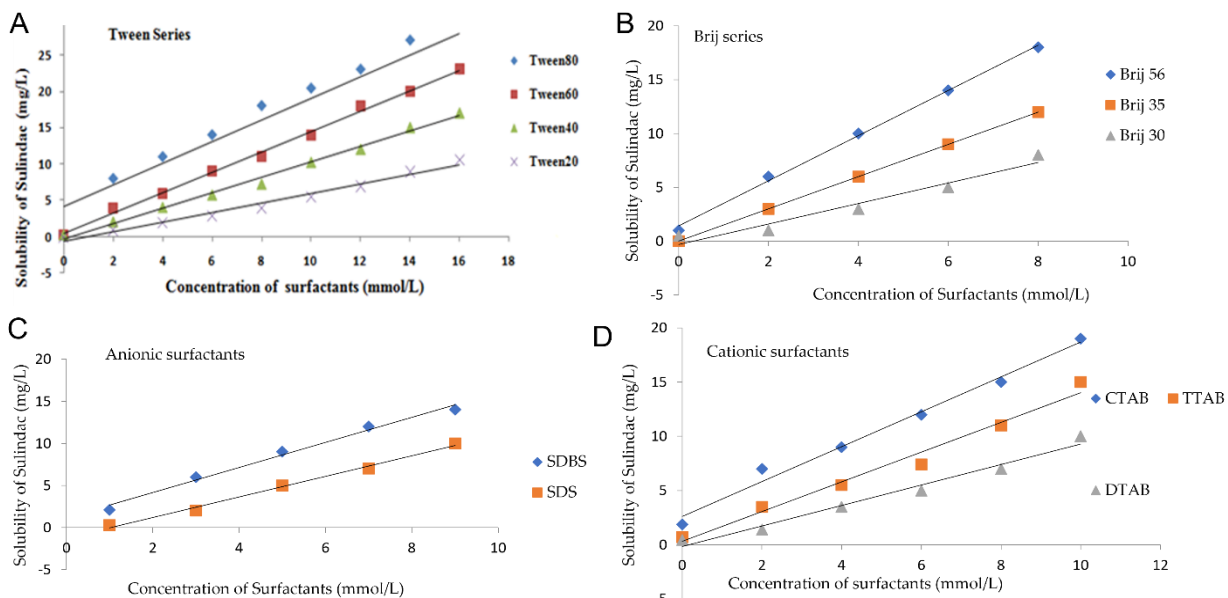 A
Tween Series
Solubility of Sulindac (mg/L)
25
20
15
10
5
0
-5
0 2 4 6 8 10 12 14 16 18
Concentration of surfactants (mmol/L)
Tween80
Tween60
Tween40
Tween20
B
Brij series
Solubility of Sulindac (mg/L)
20
15
10
5
0
-5
0 2 4 6 8 10
Concentration of Surfactants (mmol/L)
Brij 56
Brij 35
Brij 30
C
Anionic surfactants
Solubility of Sulindac (mg/L)
20
15
10
5
0
-5
0 2 4 6 8 10 12 14 16
Concentration of Surfactants (mmol/L)
SDBS
SDS
D
Cationic surfactants
Solubility of Sulindac (mg/L)
20
15
10
5
0
5
0 2 4 6 8 10 12
Concentration of surfactants (mmol/L)
CTAB TTAB
DTAB